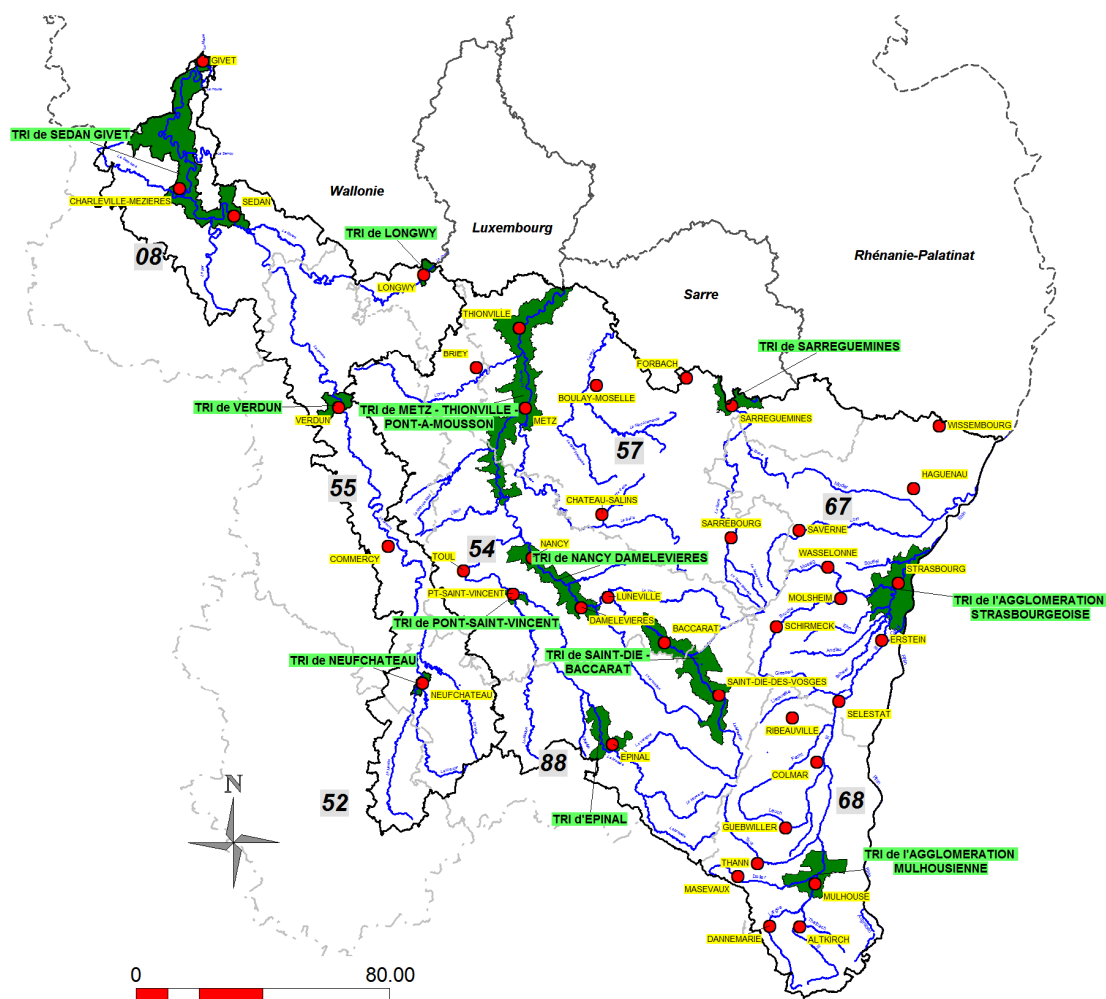 GIVET
TRI de SEDAN GIVET
CHARLEVILLE-MEZIERES
SEDAN
Wallonie
Luxembourg
Rhénanie-Palatinat
Sarre
08
TRI de LONGWY
LONGWY
THIONVILLE
BRIEY
FORBACH
TRI de SARREGUEMINES
BOULAY-MOSELLE
TRI de VERDUN
VERDUN
TRI de METZ - THIONVILLE -
PONT-A-MOUSSON
METZ
SARREGUEMINES
WISSEMBOURG
57
55
HAGUENAU
67
CHATEAU-SALINS
SARREBOURG
SAVERNE
COMMERCY
54
TOUL
NANCY
TRI de NANCY DAMELEVIERES
WASSELONNE
STRASBOURG
PT-SAINT-VINCENT
LUNEVILLE
MOLSHEIM
TRI de l'AGGLOMERATION
STRASBOURGEOISE
TRI de PONT-SAINT-VINCENT
DAMELEVIERES
BACCARAT
SCHIRMECK
ERSTEIN
TRI de NEUFCHATEAU
TRI de SAINT-DIE -
BACCARAT
NEUFCHATEAU
SAINT-DIE-DES-VOSGES
SELESTAT
RIBEAUVILLE
EPINAL
88
COLMAR
N
52
68
TRI d'EPINAL
GUEBWILLER
THANN
TRI de l'AGGLOMERATION
MULHOUSIENNE
MASEVAUX
MULHOUSE
DANNEMARIE
ALTKIRCH
0
80.00